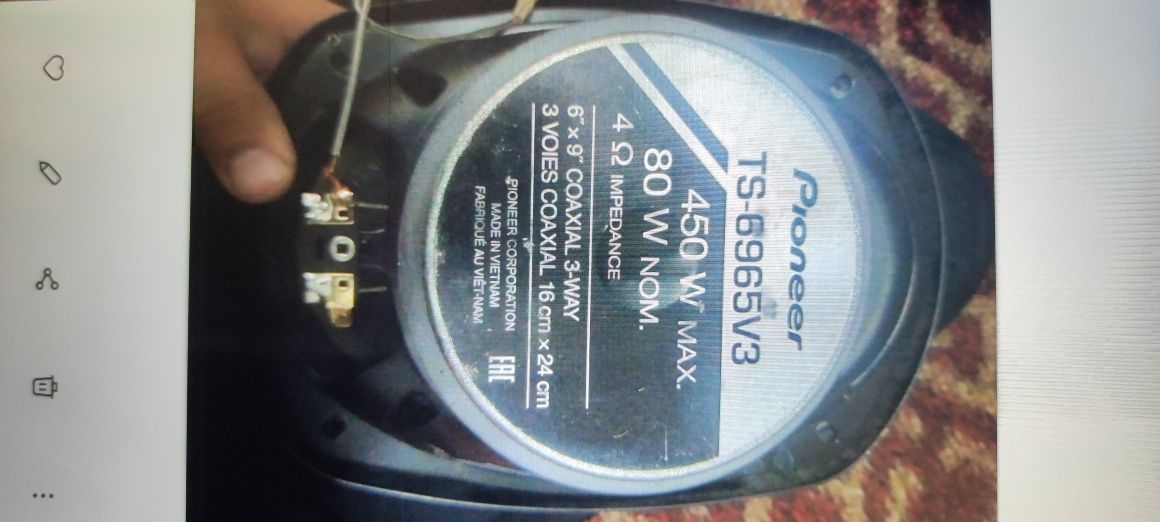 Pioneer
TS-6965V3
450 W MAX.
80 W NOM.
4 Ω IMPEDANCE
6" x 9" COAXIAL 3-WAY
3 VOIES COAXIAL 16 cm x 24 cm
PIONEER CORPORATION
MADE IN VIETNAM
FABRIQUÉ AU VIÊT-NAM
EAC